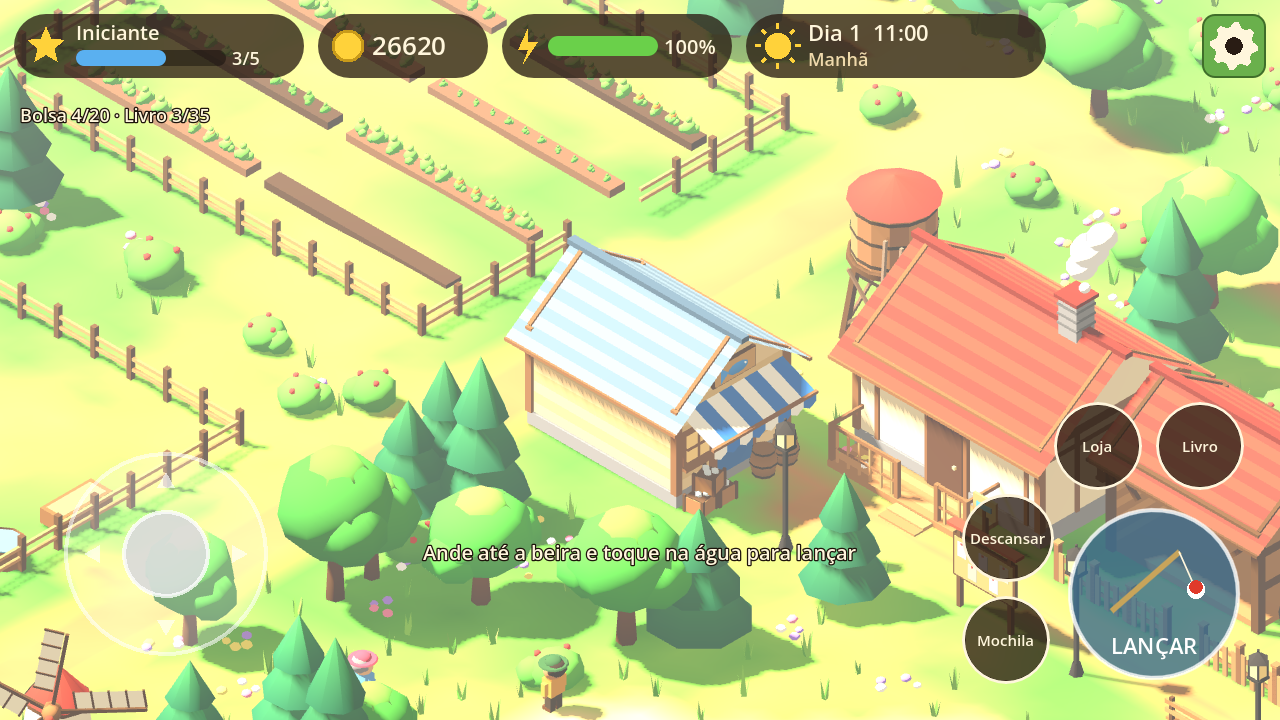 Iniciante
3/5
26620
100%
Dia 1 11:00
Manhã
Bolsa 4/20 · Livro 3/35
Loja
Livro
Descansar
Ande até a beira e toque na água para lançar
Mochila
LANÇAR